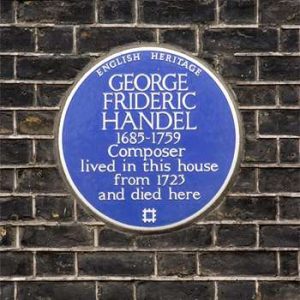 ENGLISH HERITAGE
GEORGE
FRIDERIC
HANDEL
1685-1759
Composer
lived in this house
from 1723
and died here